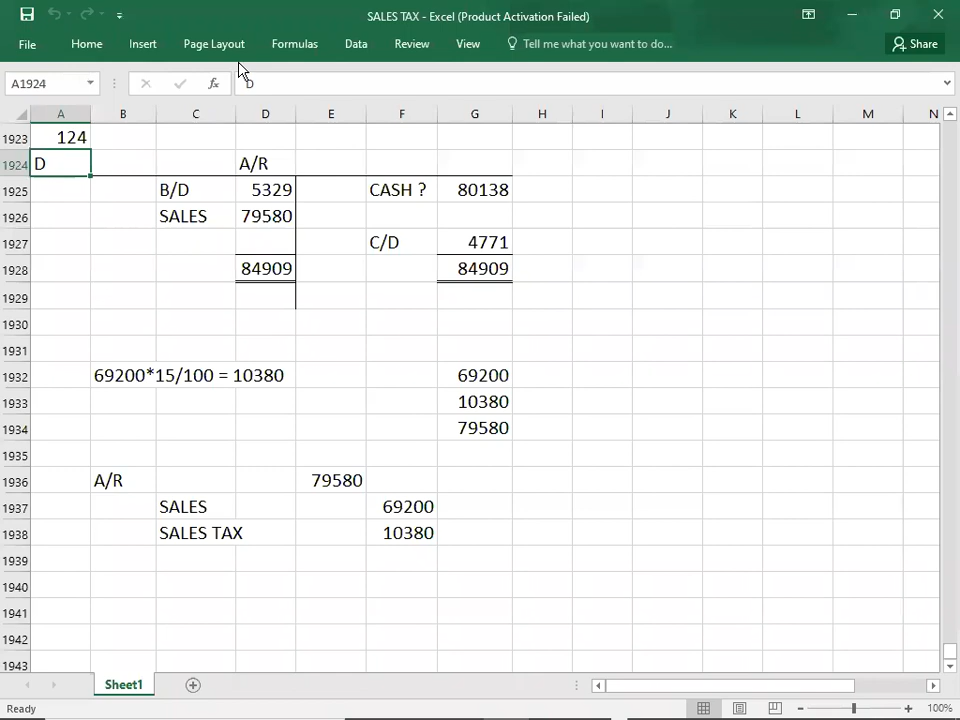 SALES TAX - Excel (Product Activation Failed)
File Home Insert Page Layout Formulas Data Review View Tell me what you want to do... Share
A1924 fx D
A B C D E F G H I J K L M N
1923 124
1924 D A/R
1925 B/D 5329 CASH ? 80138
1926 SALES 79580
1927 C/D 4771
1928 84909 84909
1929
1930
1931
1932 69200*15/100 = 10380 69200
1933 10380
1934 79580
1935
1936 A/R 79580
1937 SALES 69200
1938 SALES TAX 10380
1939
1940
1941
1942
1943
Sheet1
Ready 100%